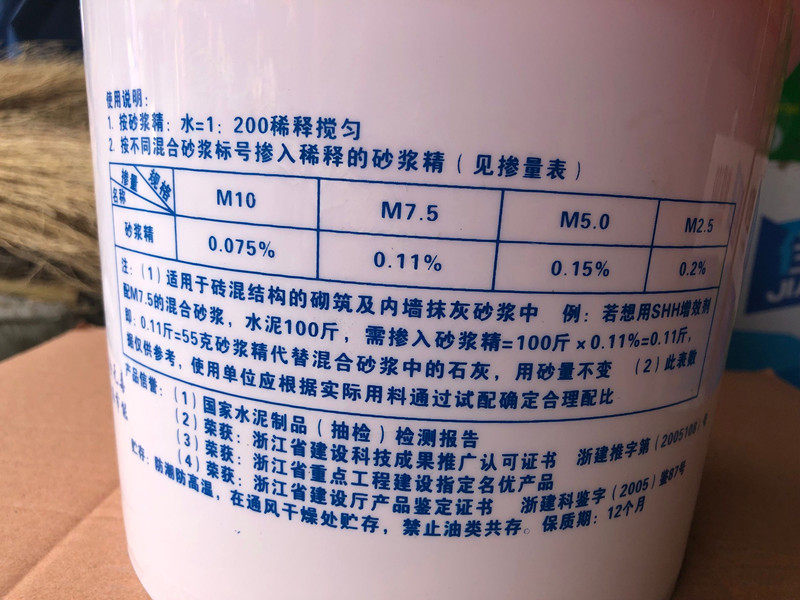 使用说明：
1. 按砂浆精：水=1：200稀释搅匀
2. 按不同混合砂浆标号掺入稀释的砂浆精（见掺量表）
掺量 规格 名称 M10 M7.5 M5.0 M2.5
砂浆精 0.075% 0.11% 0.15% 0.2%
注：（1）适用于砖混结构的砌筑及内墙抹灰砂浆中 例：若想用SHH增效剂
配M7.5的混合砂浆，水泥100斤，需掺入砂浆精=100斤×0.11%=0.11斤，
即：0.11斤=55克砂浆精代替混合砂浆中的石灰，用砂量不变 （2）此表数
据仅供参考，使用单位应根据实际用料通过试配确定合理配比
产品信誉：（1）国家水泥制品（抽检）检测报告
（2）荣获：浙江省建设科技成果推广认可证书 浙建推字第（2005108）号
（3）荣获：浙江省重点工程建设指定名优产品
（4）荣获：浙江省建设厅产品鉴定证书 浙建科鉴字（2005）鉴87号
贮存：防潮防高温，在通风干燥处贮存，禁止油类共存。保质期：12个月